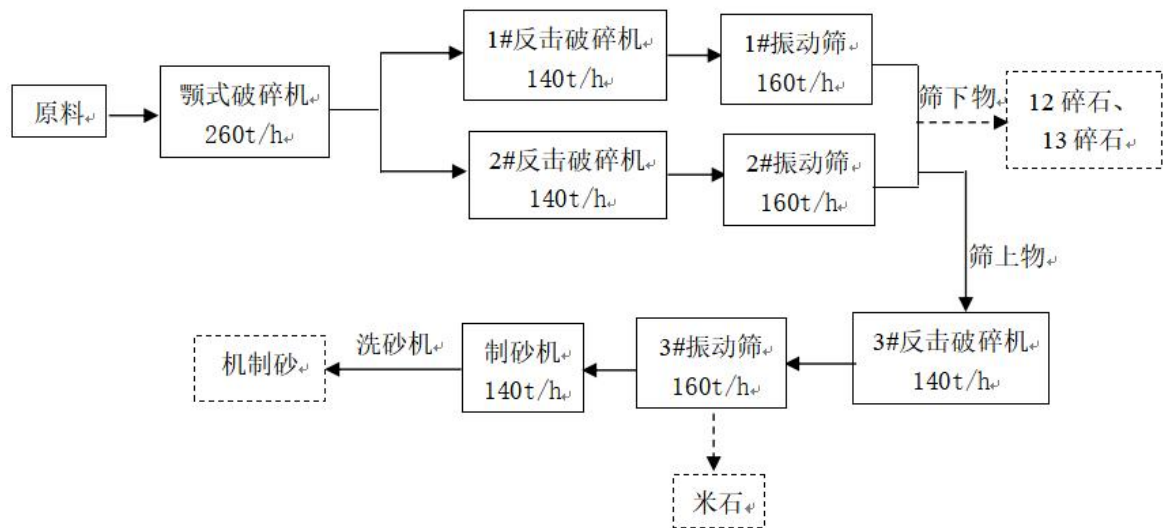 原料
颚式破碎机
260t/h
1#反击破碎机
140t/h
1#振动筛
160t/h
2#反击破碎机
140t/h
2#振动筛
160t/h
筛下物
12 碎石、
13 碎石
筛上物
3#反击破碎机
140t/h
3#振动筛
160t/h
米石
制砂机
140t/h
洗砂机
机制砂